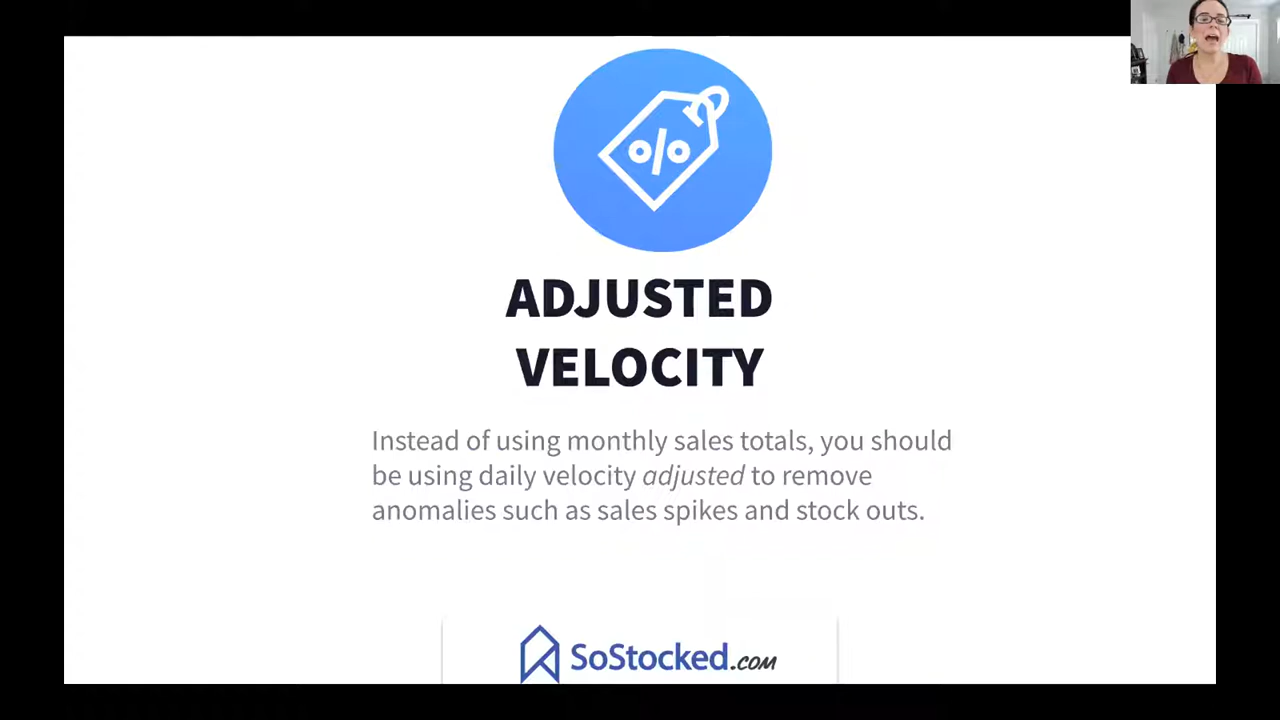 %
ADJUSTED
VELOCITY
Instead of using monthly sales totals, you should
be using daily velocity adjusted to remove
anomalies such as sales spikes and stock outs.
SoStocked.com